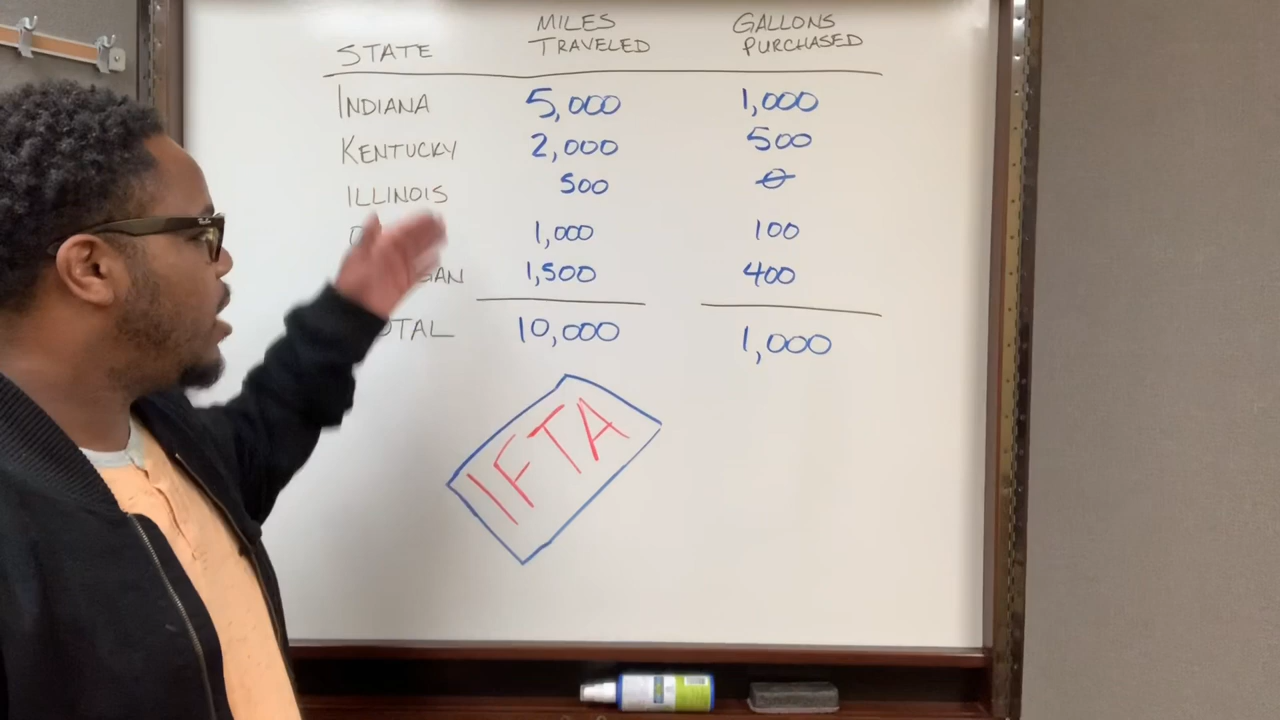 MILES GALLONS
STATE TRAVELED PURCHASED
INDIANA 5,000 1,000
KENTUCKY 2,000 500
ILLINOIS 500 0
1,000 100
1,500 400
10,000 1,000
IFTA